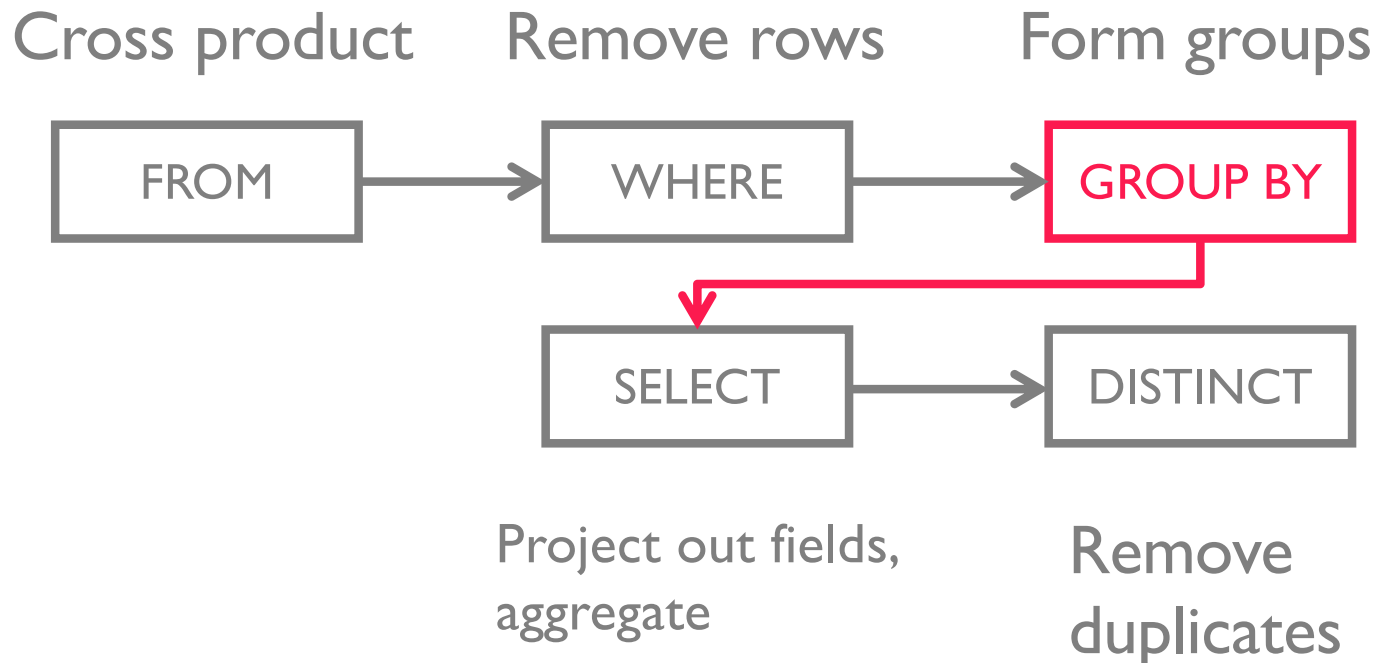 Cross product
Remove rows
Form groups
FROM
WHERE
GROUP BY
SELECT
DISTINCT
Project out fields,
aggregate
Remove
duplicates